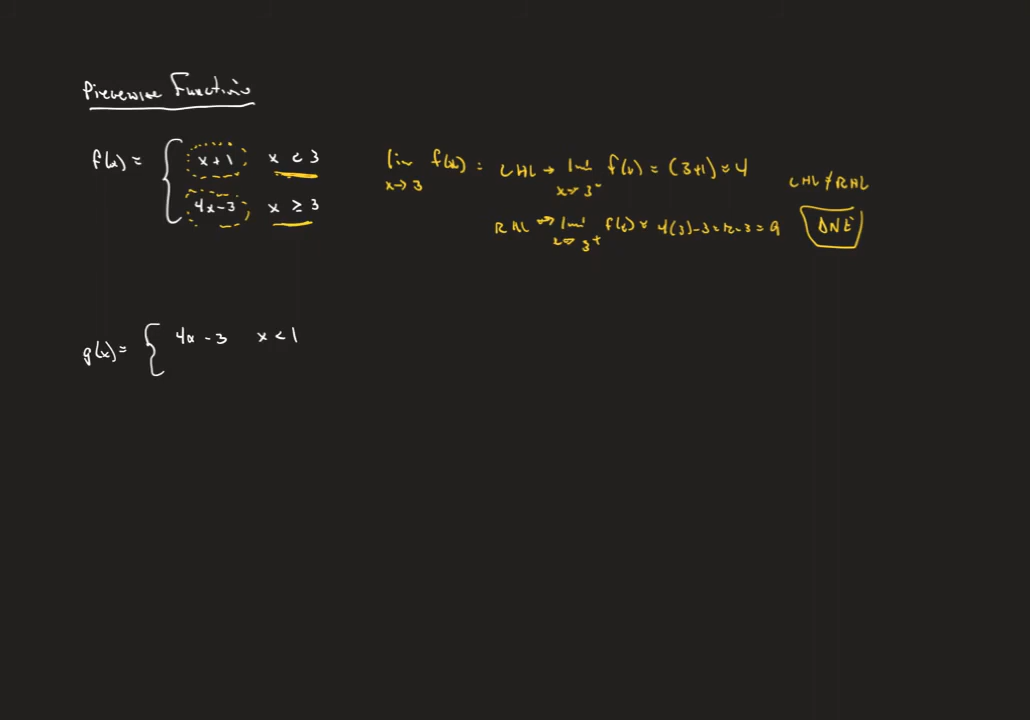 Piecewise Functions
f(x) = { x+1 x < 3
4x-3 x ≥ 3
lim x→3 f(x) = LHL → lim x→3⁻ f(x) = (3+1) = 4
RHL → lim x→3⁺ f(x) = 4(3)-3 = 12-3 = 9
LHL ≠ RHL
DNE
g(x) = { 4x - 3 x < 1